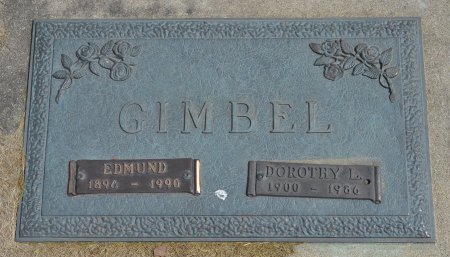 GIMBEL
EDMUND
1896 - 1990
DOROTHY L.
1900 - 1986